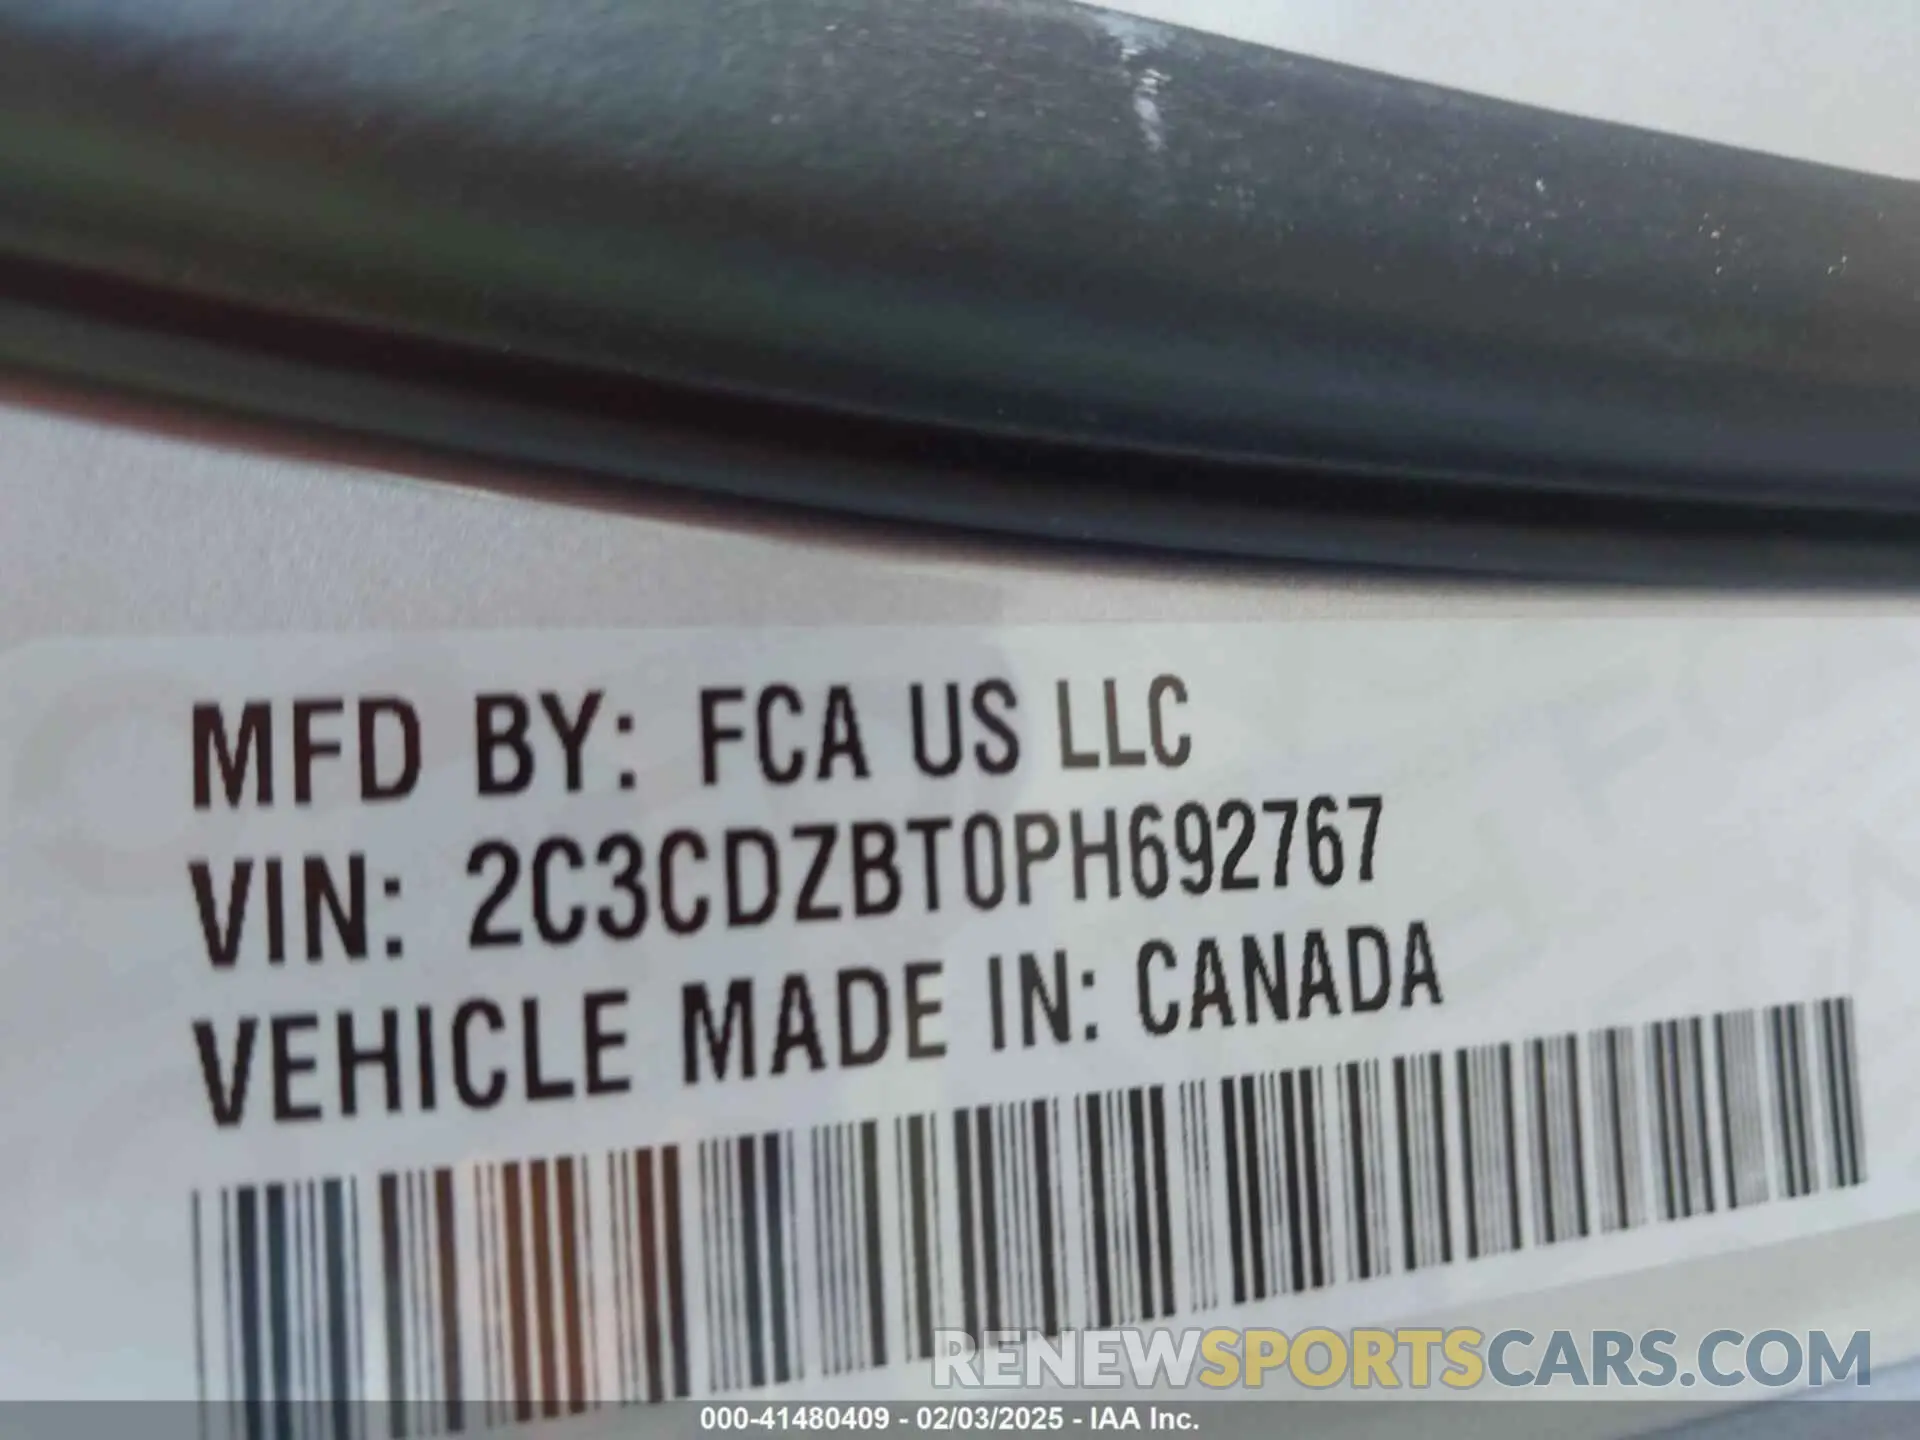 MFD BY: FCA US LLC
VIN: 2C3CDZBT0PH692767
VEHICLE MADE IN: CANADA
RENEWSPORTSCARS.COM
000-41480409 - 02/03/2025 - IAA Inc.